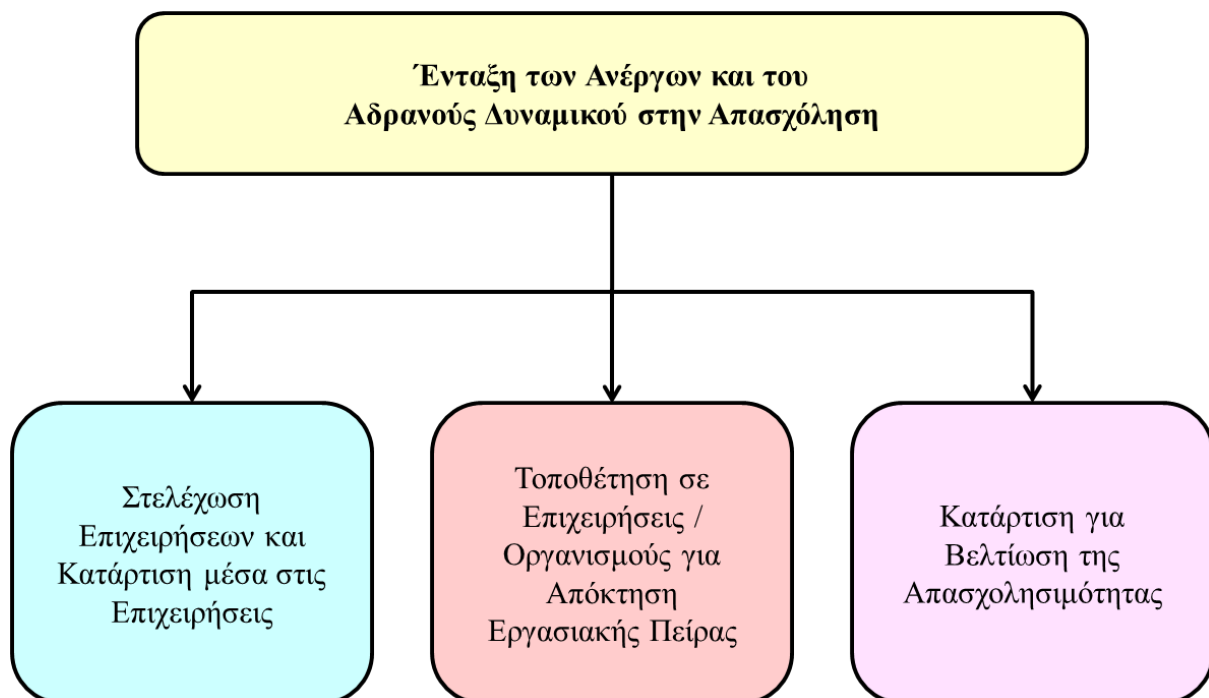 Ένταξη των Ανέργων και του
Αδρανούς Δυναμικού στην Απασχόληση
Στελέχωση
Επιχειρήσεων και
Κατάρτιση μέσα στις
Επιχειρήσεις
Τοποθέτηση σε
Επιχειρήσεις /
Οργανισμούς για
Απόκτηση
Εργασιακής Πείρας
Κατάρτιση για
Βελτίωση της
Απασχολησιμότητας